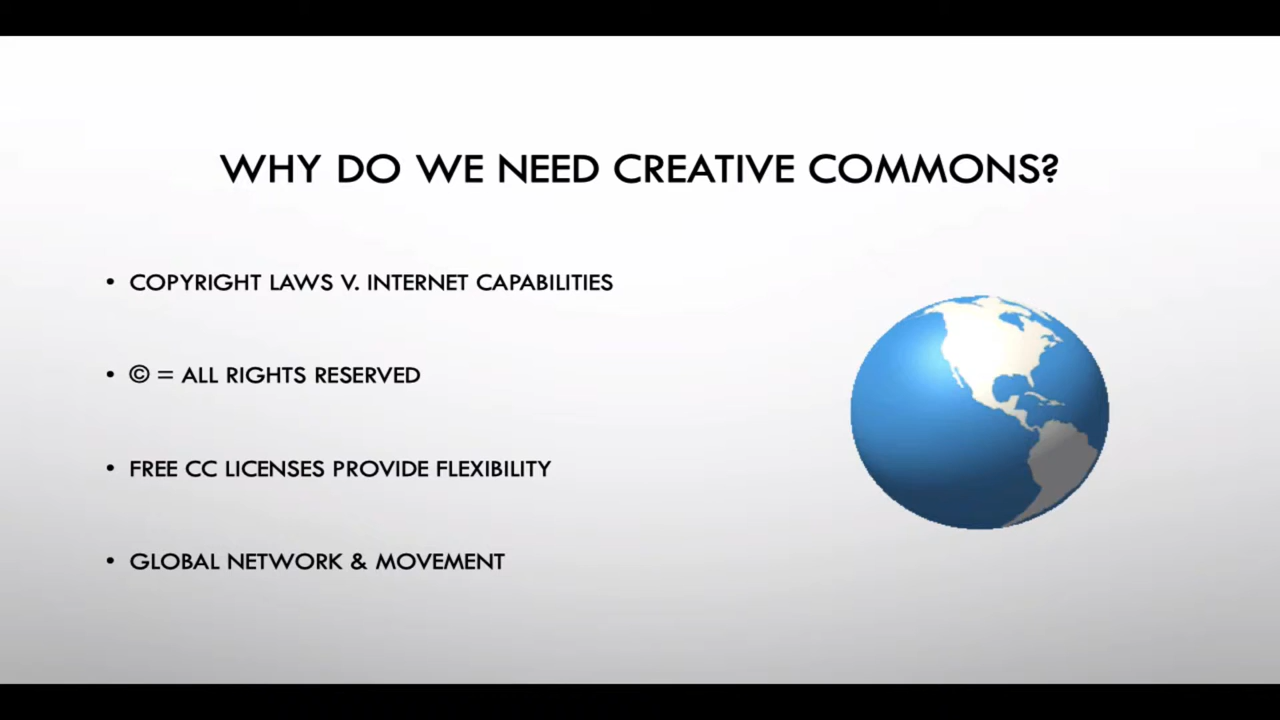 WHY DO WE NEED CREATIVE COMMONS?
• COPYRIGHT LAWS V. INTERNET CAPABILITIES
• © = ALL RIGHTS RESERVED
• FREE CC LICENSES PROVIDE FLEXIBILITY
• GLOBAL NETWORK & MOVEMENT